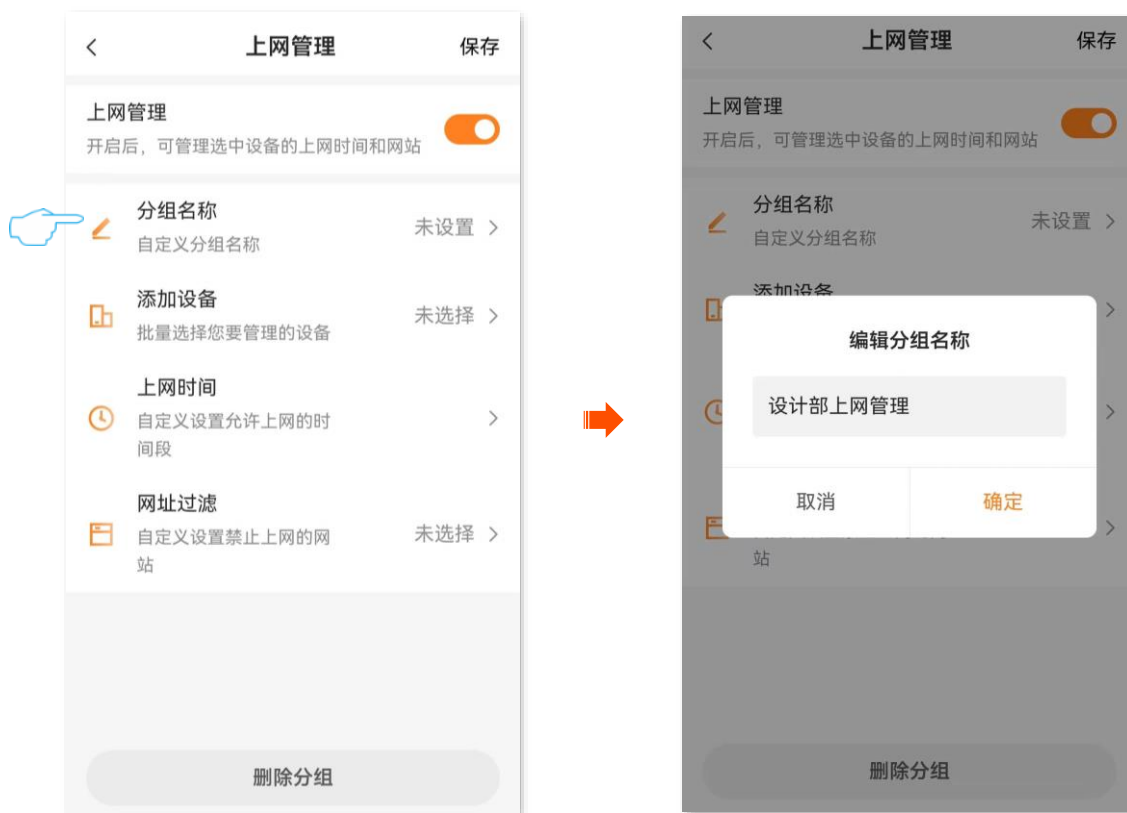 上网管理
保存
上网管理
开启后，可管理选中设备的上网时间和网站
分组名称
未设置
自定义分组名称
添加设备
未选择
批量选择您要管理的设备
上网时间
自定义设置允许上网的时
间段
网址过滤
自定义设置禁止上网的网
未选择
站
删除分组
上网管理
保存
上网管理
开启后，可管理选中设备的上网时间和网站
分组名称
未设置
自定义分组名称
添加设备
编辑分组名称
设计部上网管理
取消
确定
站
删除分组